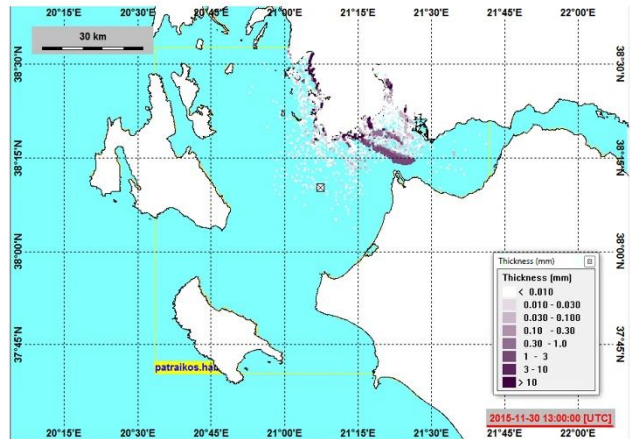 20°15'E 20°30'E 20°45'E 21°00'E 21°15'E 21°30'E 21°45'E 22°00'E
30 km
38°30'N 38°30'N
38°15'N 38°15'N
38°00'N 38°00'N
37°45'N 37°45'N
Thickness (mm)
Thickness (mm)
< 0.010
0.010 - 0.030
0.030 - 0.100
0.10 - 0.30
0.30 - 1.0
1 - 3
3 - 10
> 10
patraikos.hab
2015-11-30 13:00:00 [UTC]
20°15'E 20°30'E 20°45'E 21°00'E 21°15'E 21°30'E 21°45'E 22°00'E